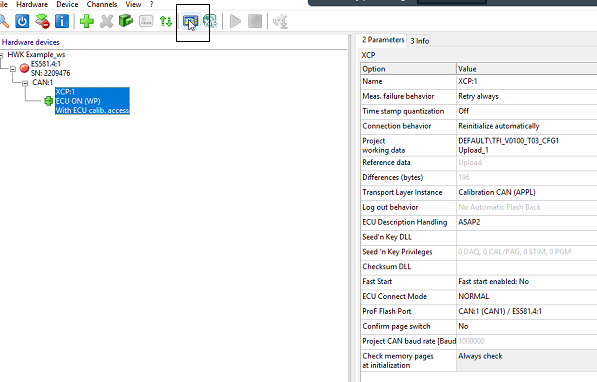 ile Hardware Device Channels View ?
Hardware devices
HWK Example_ws
ES581.4:1
SN: 2209476
CAN:1
XCP:1
ECU ON (WP)
With ECU calib. access
2 Parameters 3 Info
XCP
Option Value
Name XCP:1
Meas. failure behavior Retry always
Time stamp quantization Off
Connection behavior Reinitialize automatically
Project DEFAULT\TFI_V0100_T03_CFG1
working data Upload_1
Reference data Upload
Differences (bytes) 196
Transport Layer Instance Calibration CAN (APPL)
Log out behavior No Automatic Flash Back
ECU Description Handling ASAP2
Seed'n Key DLL
Seed 'n Key Privileges 0 DAQ, 0 CAL/PAG, 0 STIM, 0 PGM
Checksum DLL
Fast Start Fast start enabled: No
ECU Connect Mode NORMAL
ProF Flash Port CAN:1 (CAN1) / ES581.4:1
Confirm page switch No
Project CAN baud rate [Baud 1000000
Check memory pages Always check
at initialization